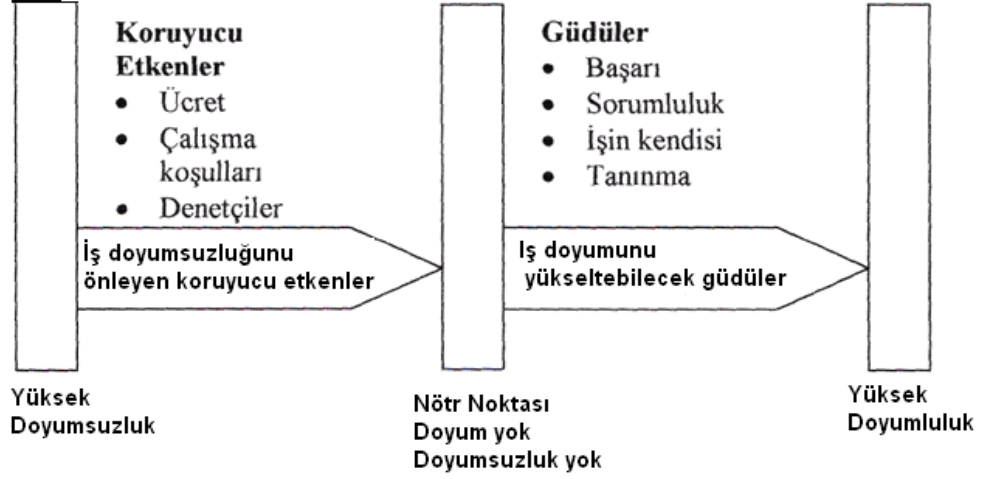 Koruyucu
Etkenler
• Ücret
• Çalışma
koşulları
• Denetçiler
İş doyumsuzluğunu
önleyen koruyucu etkenler
Güdüler
• Başarı
• Sorumluluk
• İşin kendisi
• Tanınma
Iş doyumunu
yükseltebilecek güdüler
Yüksek
Doyumsuzluk
Nötr Noktası
Doyum yok
Doyumsuzluk yok
Yüksek
Doyumluluk